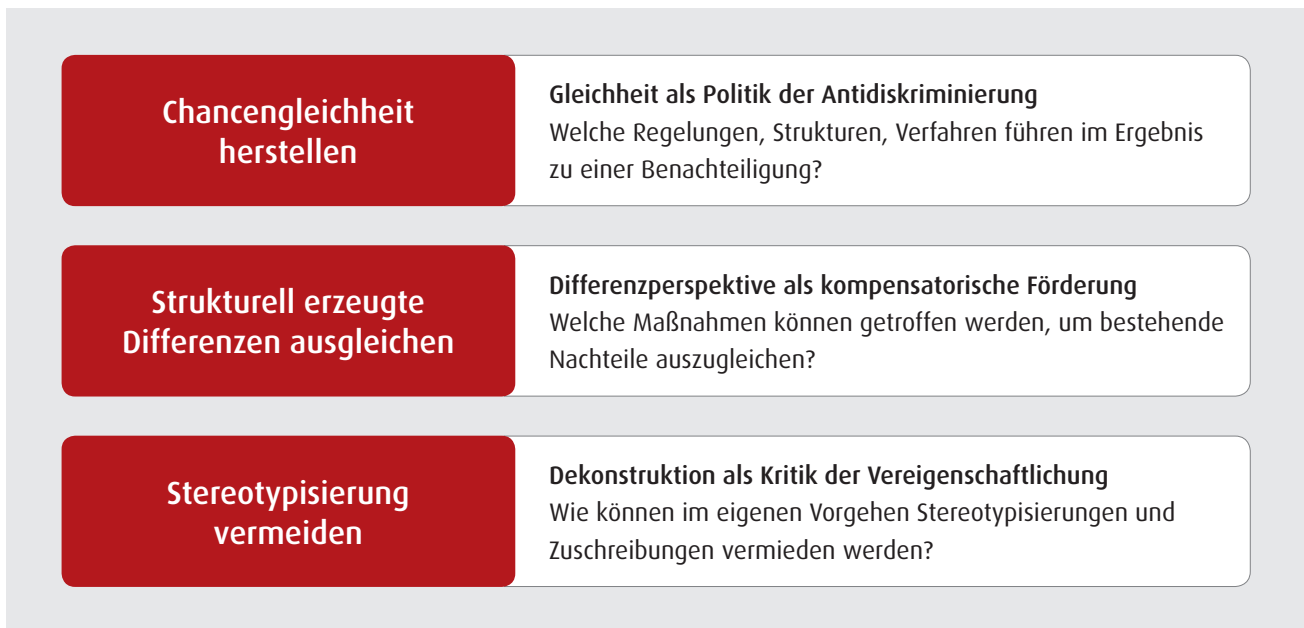 Chancengleichheit
herstellen
Gleichheit als Politik der Antidiskriminierung
Welche Regelungen, Strukturen, Verfahren führen im Ergebnis
zu einer Benachteiligung?
Strukturell erzeugte
Differenzen ausgleichen
Differenzperspektive als kompensatorische Förderung
Welche Maßnahmen können getroffen werden, um bestehende
Nachteile auszugleichen?
Stereotypisierung
vermeiden
Dekonstruktion als Kritik der Vereigenschaftlichung
Wie können im eigenen Vorgehen Stereotypisierungen und
Zuschreibungen vermieden werden?